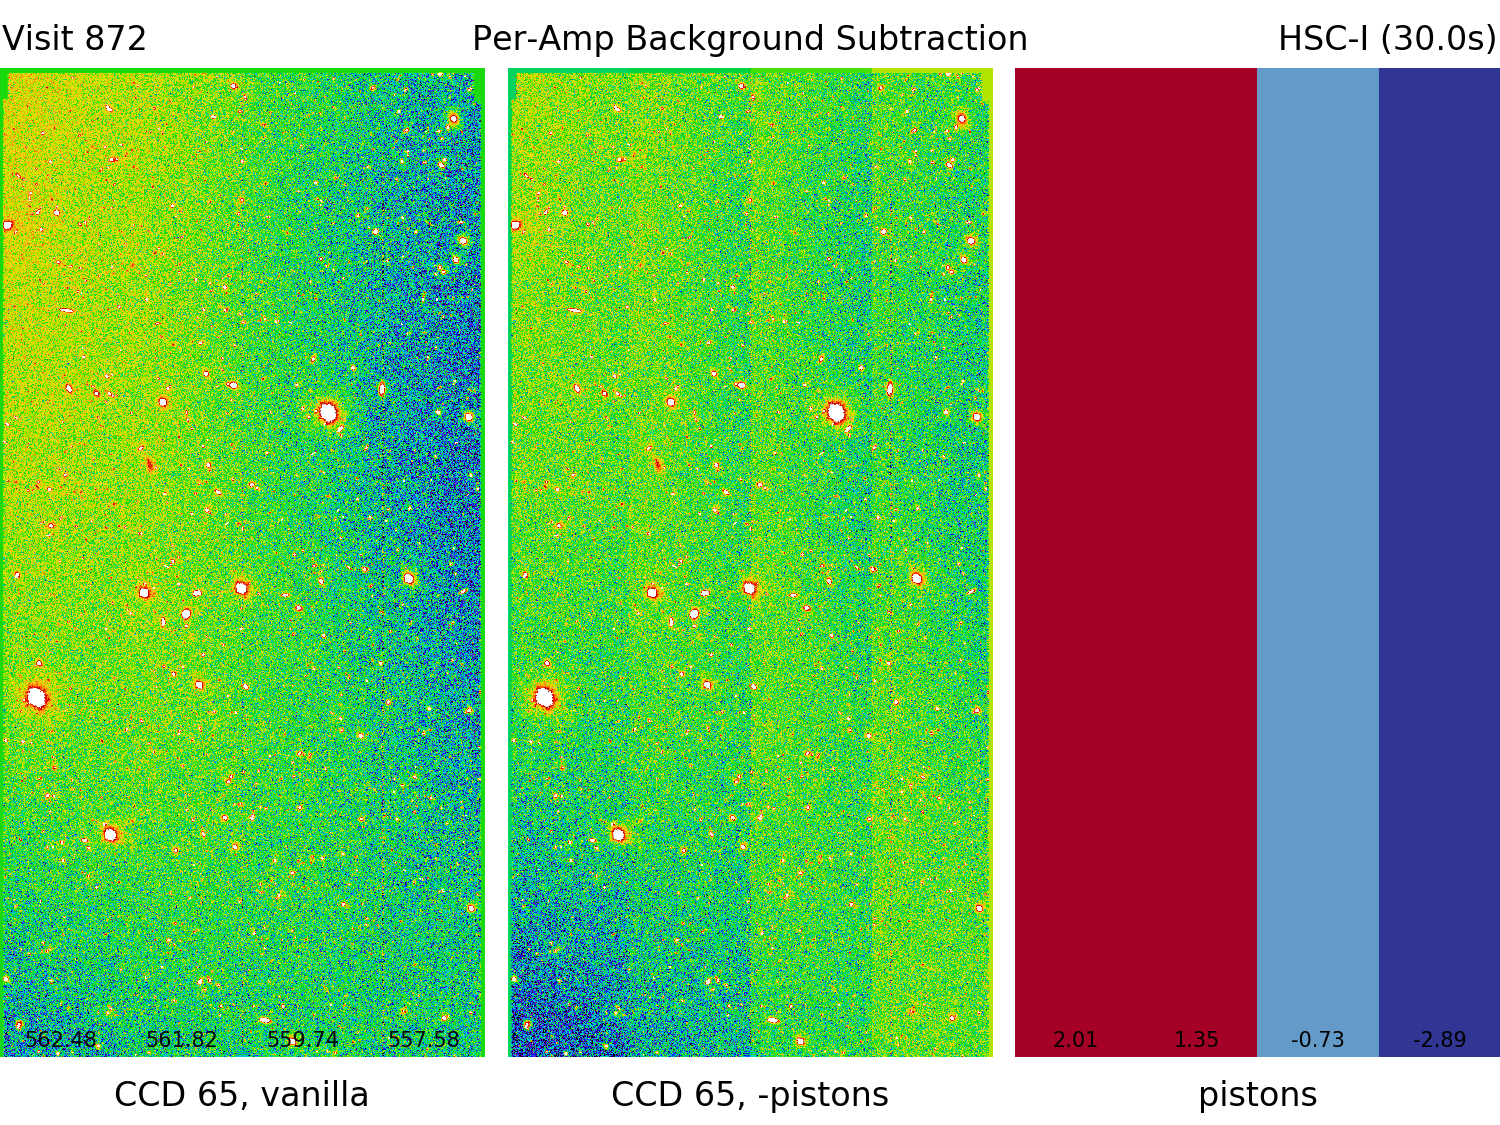 Visit 872 Per-Amp Background Subtraction HSC-I (30.0s)
562.48 561.82 559.74 557.58 2.01 1.35 -0.73 -2.89
CCD 65, vanilla CCD 65, -pistons pistons